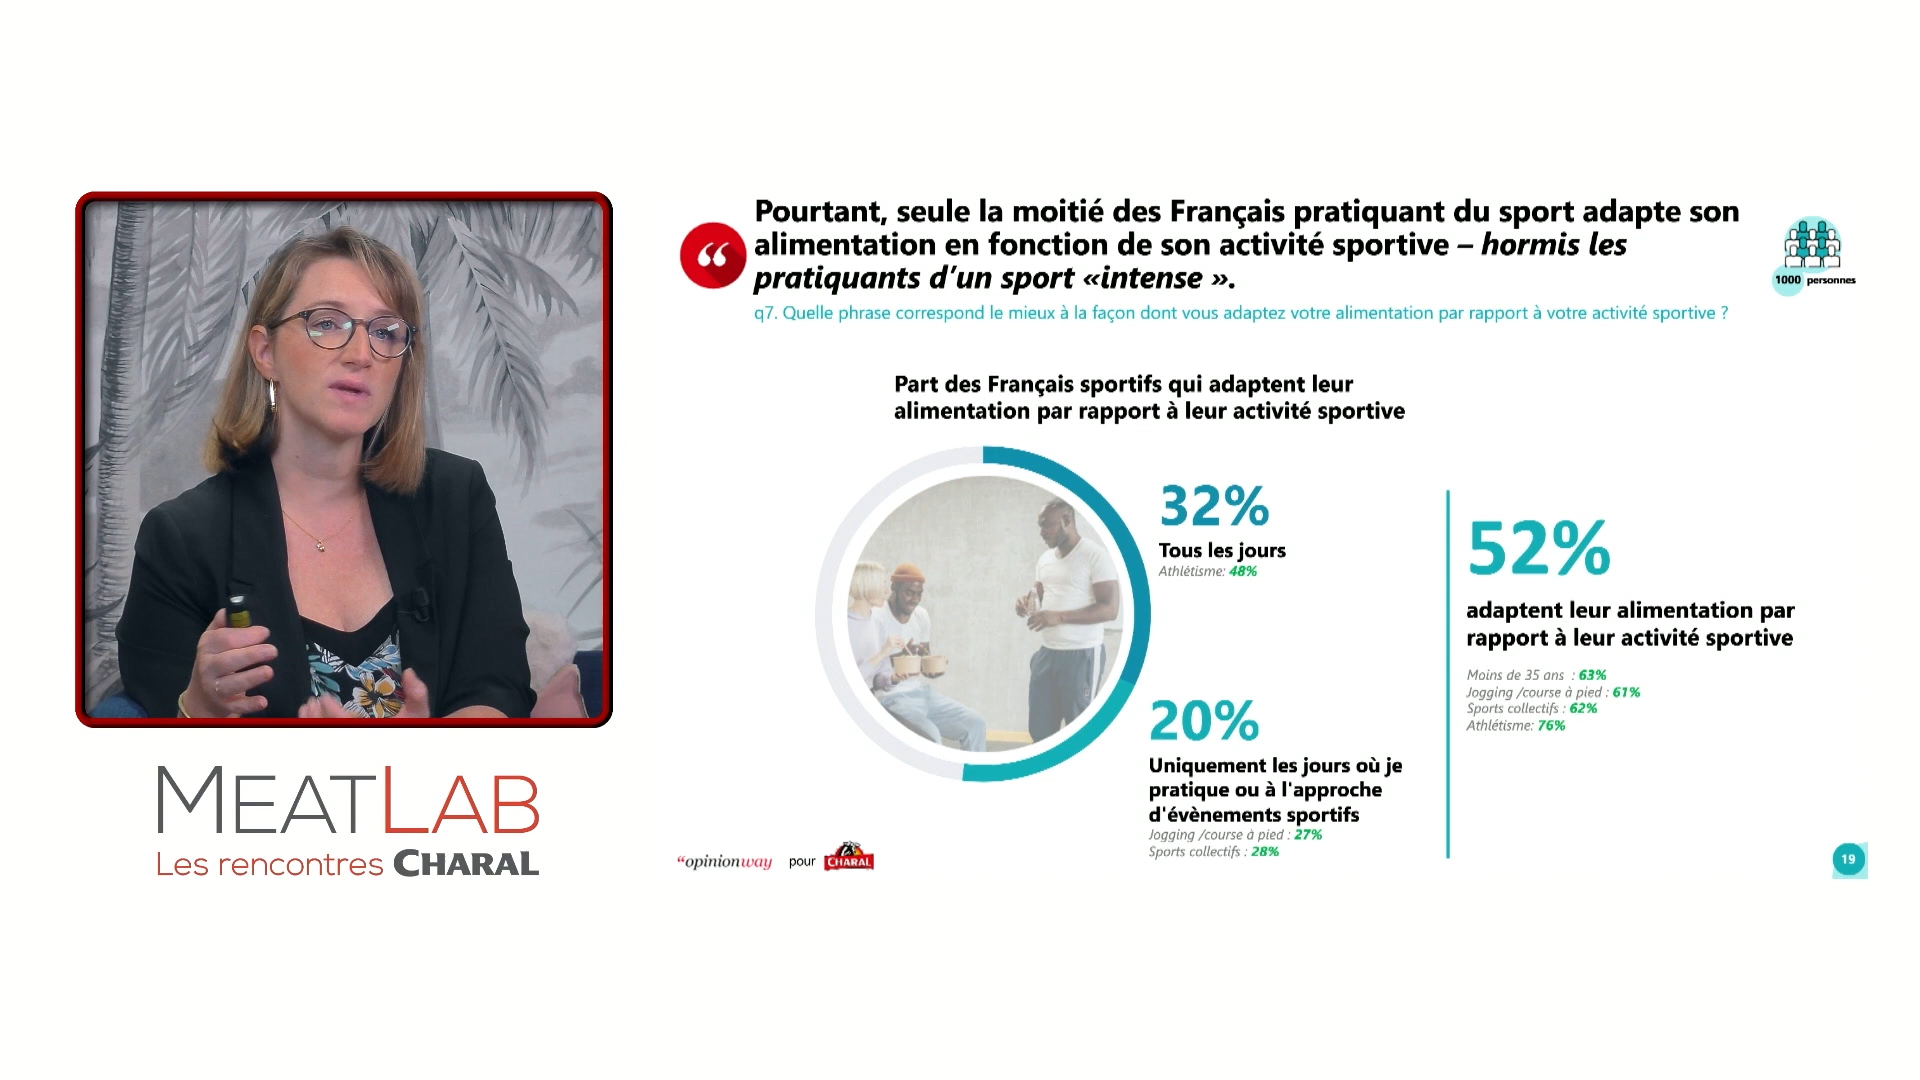 Pourtant, seule la moitié des Français pratiquant du sport adapte son
alimentation en fonction de son activité sportive – hormis les
pratiquants d’un sport «intense ».
q7. Quelle phrase correspond le mieux à la façon dont vous adaptez votre alimentation par rapport à votre activité sportive ?
1000 personnes
Part des Français sportifs qui adaptent leur
alimentation par rapport à leur activité sportive
32%
Tous les jours
Athlétisme: 48%
20%
Uniquement les jours où je
pratique ou à l'approche
d'évènements sportifs
Jogging /course à pied : 27%
Sports collectifs : 28%
52%
adaptent leur alimentation par
rapport à leur activité sportive
Moins de 35 ans : 63%
Jogging /course à pied : 61%
Sports collectifs : 62%
Athlétisme: 76%
MEATLAB
Les rencontres CHARAL
“opinionway pour CHARAL
19